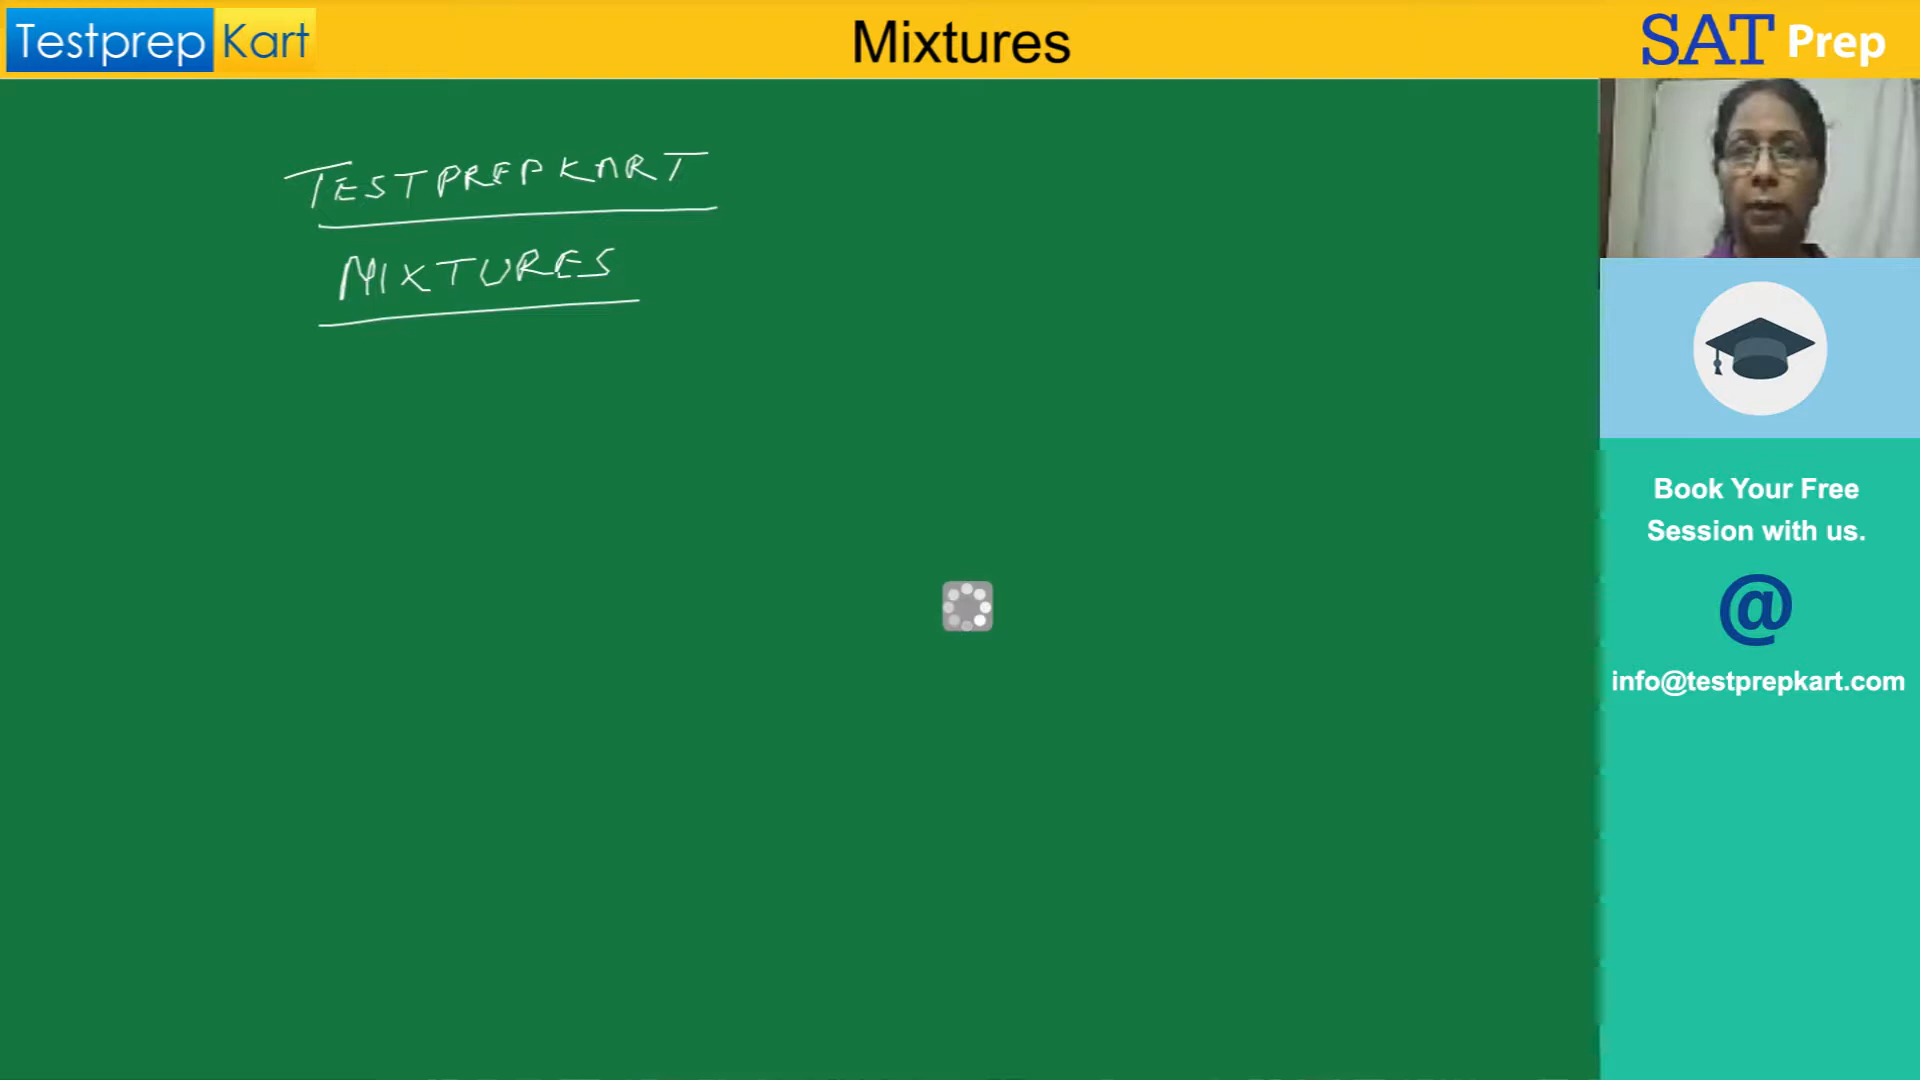 Testprep Kart
Mixtures
SAT Prep
TESTPREPKART
MIXTURES
Book Your Free
Session with us.
@
info@testprepkart.com